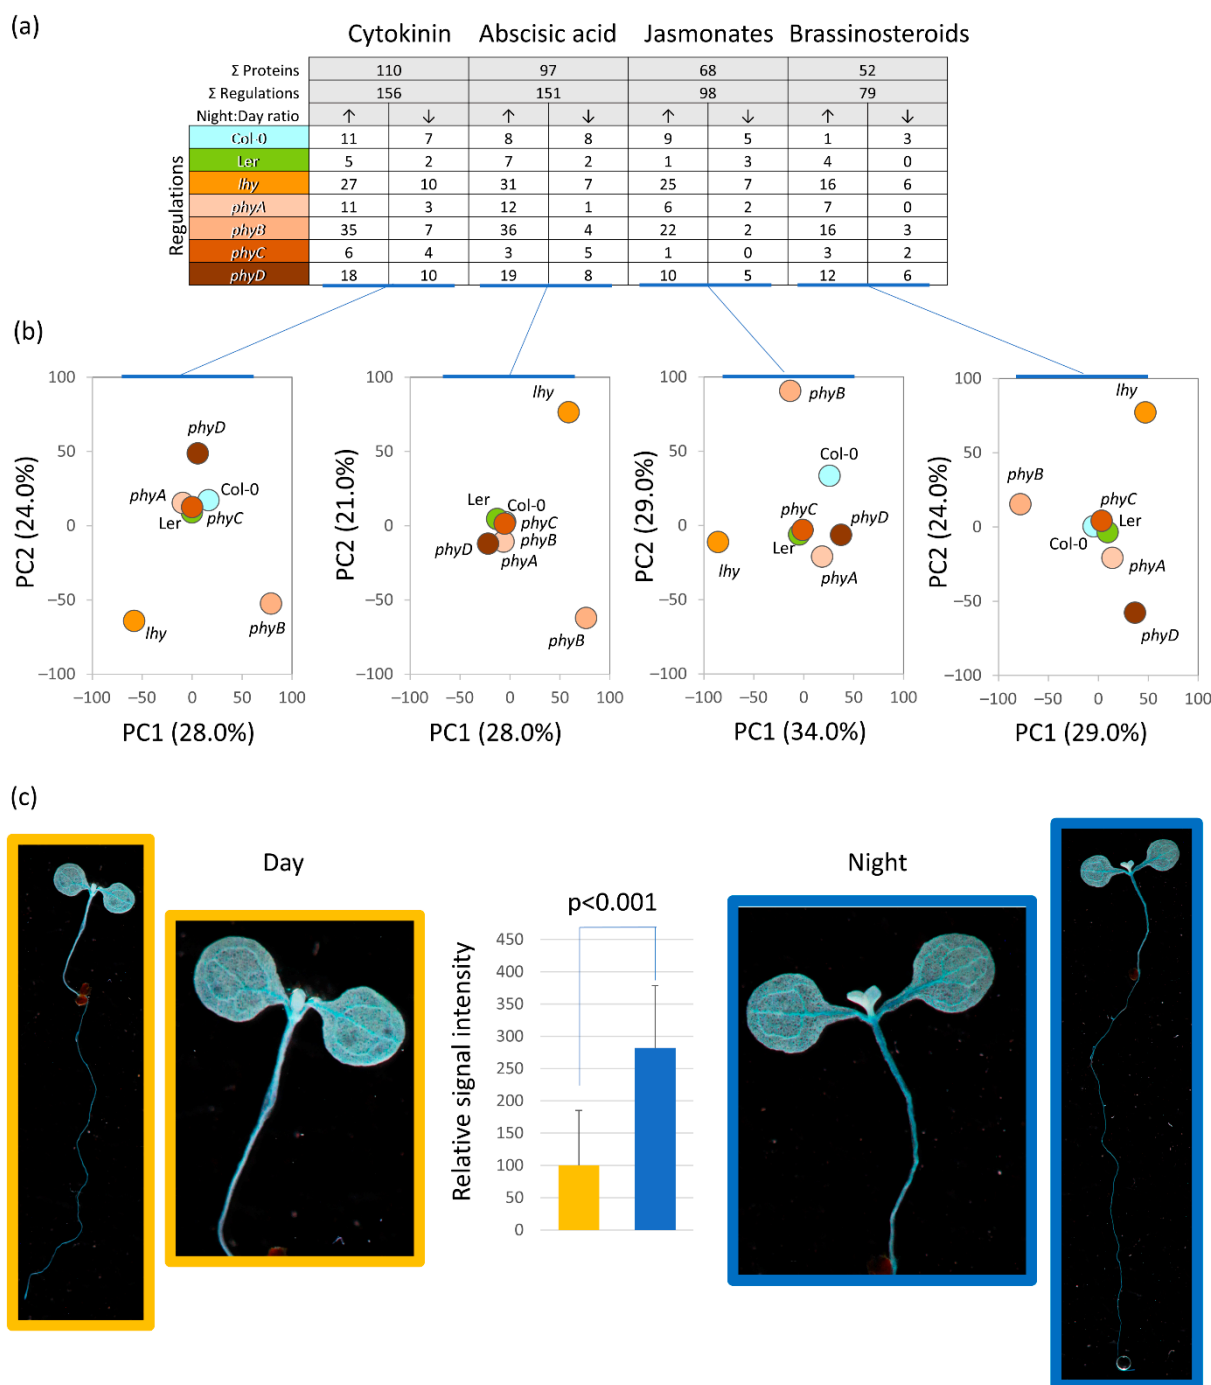 (a)
Cytokinin Abscisic acid Jasmonates Brassinosteroids
Σ Proteins 110 97 68 52
Σ Regulations 156 151 98 79
Night:Day ratio ↑ ↓ ↑ ↓ ↑ ↓ ↑ ↓
Regulations
Col-0 11 7 8 8 9 5 1 3
Ler 5 2 7 2 1 3 4 0
lhy 27 10 31 7 25 7 16 6
phyA 11 3 12 1 6 2 7 0
phyB 35 7 36 4 22 2 16 3
phyC 6 4 3 5 1 0 3 2
phyD 18 10 19 8 10 5 12 6
(b)
PC2 (24.0%)
100
50
0
−50
−100
phyD
phyA
Col-0
Ler
phyC
lhy
phyB
−100 −50 0 50 100
PC1 (28.0%)
PC2 (21.0%)
100
50
0
−50
−100
lhy
Ler
Col-0
phyC
phyB
phyD
phyA
phyB
−100 −50 0 50 100
PC1 (28.0%)
PC2 (29.0%)
100
50
0
−50
−100
phyB
Col-0
phyC
phyD
Ler
lhy
phyA
−100 −50 0 50 100
PC1 (34.0%)
PC2 (24.0%)
100
50
0
−50
−100
lhy
phyB
phyC
Ler
Col-0
phyA
phyD
−100 −50 0 50 100
PC1 (29.0%)
(c)
Day
Night
p<0.001
Relative signal intensity
450
400
350
300
250
200
150
100
50
0